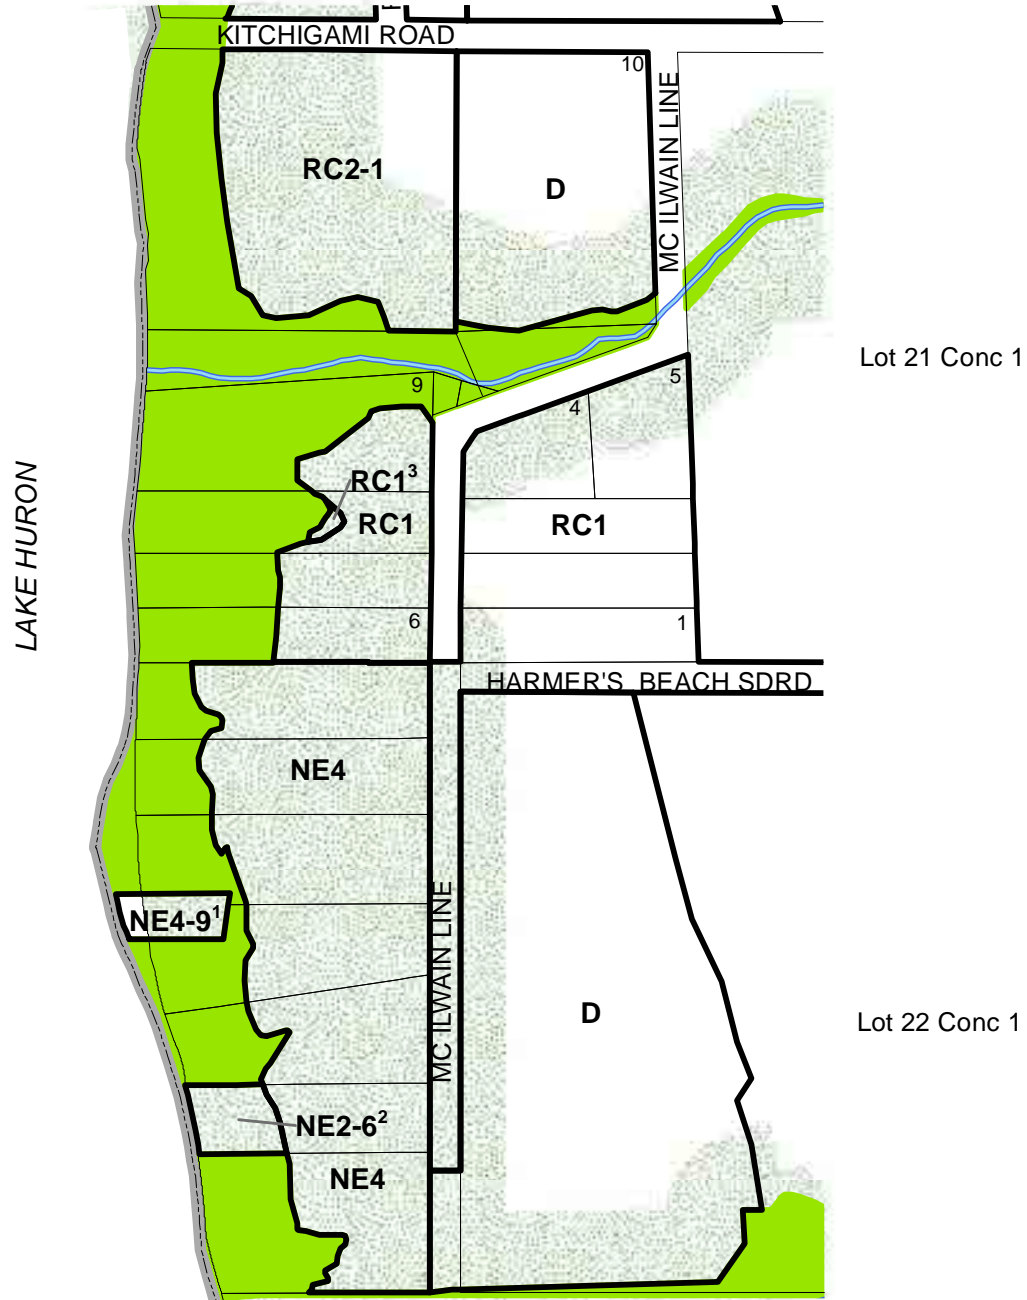 KITCHIGAMI ROAD
10
MC ILWAIN LINE
RC2-1
D
Lot 21 Conc 1
9
5
4
LAKE HURON
RC1³
RC1
RC1
6
1
HARMER'S BEACH SDRD
NE4
MC ILWAIN LINE
NE4-9¹
D
Lot 22 Conc 1
NE2-6²
NE4